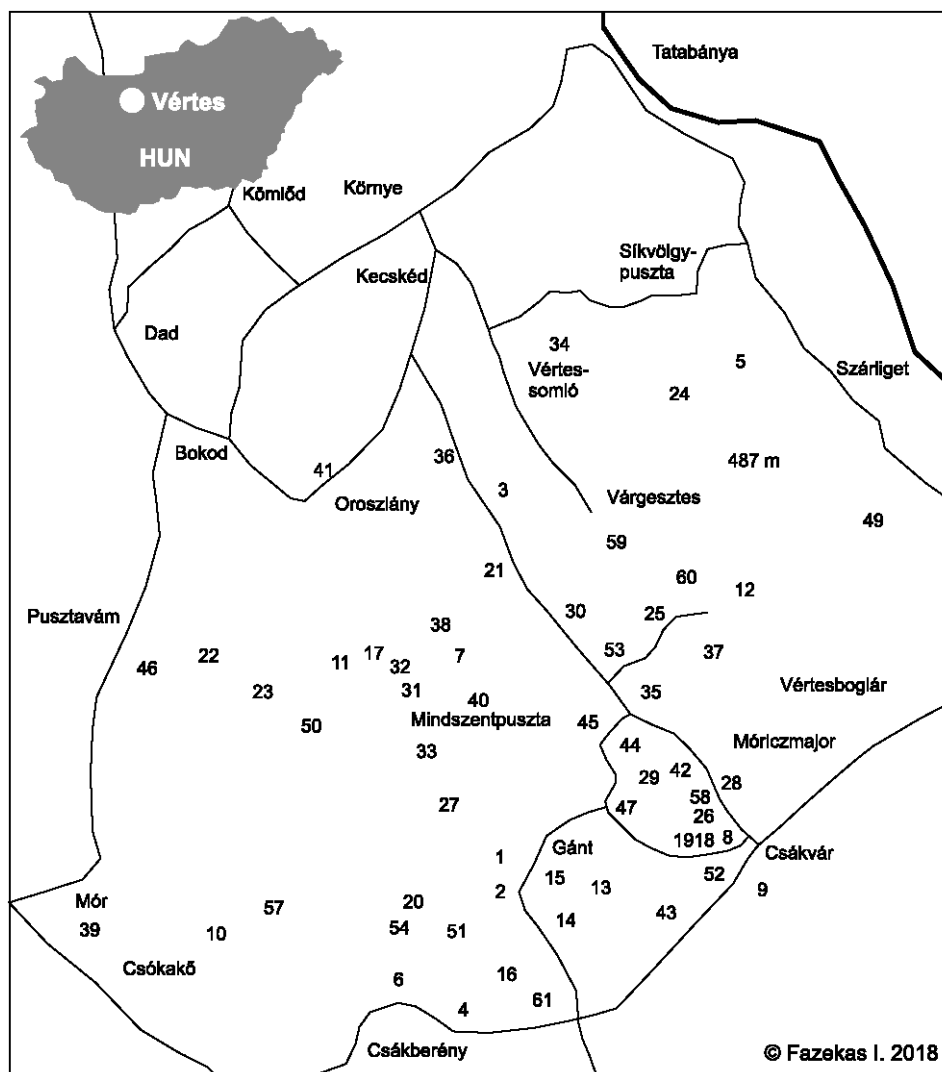 Tatabánya
Vértes
HUN
Kömlőd
Környe
Síkvölgy-
puszta
Kecskéd
Dad
34
Vértes-
somló
5
Szárliget
24
Bokod
36
41
487 m
3
Oroszlány
Várgesztes
49
59
21
60
12
Pusztavám
30
25
38
46
22
11
17
32
7
53
37
23
31
40
35
Vértesboglár
50
Mindszentpuszta
45
Móriczmajor
33
44
42
29
28
27
47
58
26
1918
8
Gánt
Csákvár
1
15
13
52
9
2
Mór
57
20
43
39
10
54
51
14
Csókakő
6
16
61
4
Csákberény
© Fazekas I. 2018